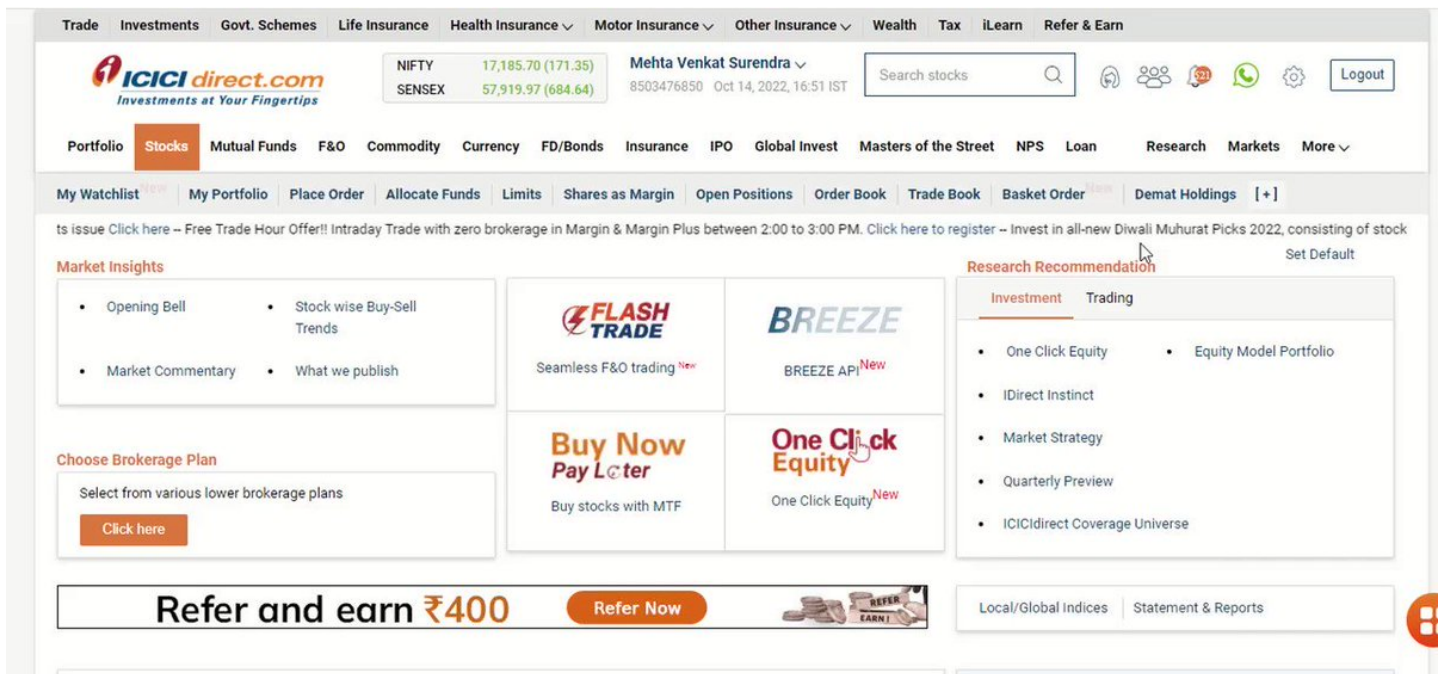 Trade Investments Govt. Schemes Life Insurance Health Insurance Motor Insurance Other Insurance Wealth Tax iLearn Refer & Earn
ICICI direct.com
Investments at Your Fingertips
NIFTY 17,185.70 (171.35)
SENSEX 57,919.97 (684.64)
Mehta Venkat Surendra
8503476850 Oct 14, 2022, 16:51 IST
Search stocks
521
Logout
Portfolio Stocks Mutual Funds F&O Commodity Currency FD/Bonds Insurance IPO Global Invest Masters of the Street NPS Loan Research Markets More
My Watchlist New My Portfolio Place Order Allocate Funds Limits Shares as Margin Open Positions Order Book Trade Book Basket Order New Demat Holdings [+]
ts issue Click here -- Free Trade Hour Offer!! Intraday Trade with zero brokerage in Margin & Margin Plus between 2:00 to 3:00 PM. Click here to register -- Invest in all-new Diwali Muhurat Picks 2022, consisting of stock
Set Default
Market Insights
Opening Bell
Stock wise Buy-Sell
Trends
Market Commentary
What we publish
Choose Brokerage Plan
Select from various lower brokerage plans
Click here
FLASH
TRADE
Seamless F&O trading New
BREEZE
BREEZE API New
Buy Now
Pay Later
Buy stocks with MTF
One Click
Equity
One Click Equity New
Research Recommendation
Investment Trading
One Click Equity
Equity Model Portfolio
IDirect Instinct
Market Strategy
Quarterly Preview
ICICIdirect Coverage Universe
Refer and earn ₹400
Refer Now
REFER
EARN!
Local/Global Indices Statement & Reports